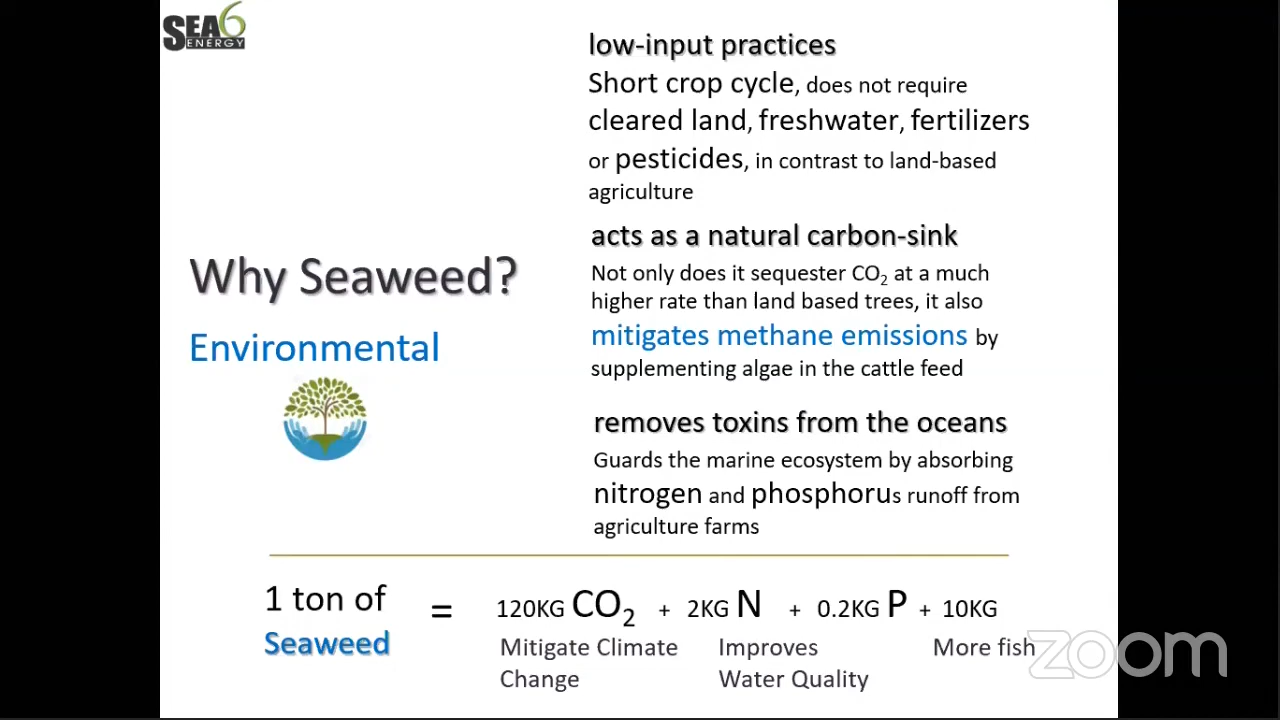 SEA6
ENERGY
low-input practices
Short crop cycle, does not require
cleared land, freshwater, fertilizers
or pesticides, in contrast to land-based
agriculture
acts as a natural carbon-sink
Not only does it sequester CO₂ at a much
higher rate than land based trees, it also
mitigates methane emissions by
supplementing algae in the cattle feed
Why Seaweed?
Environmental
removes toxins from the oceans
Guards the marine ecosystem by absorbing
nitrogen and phosphorus runoff from
agriculture farms
1 ton of
Seaweed
= 120KG CO₂ + 2KG N + 0.2KG P + 10KG
Mitigate Climate
Change
Improves
Water Quality
More fish
zoom